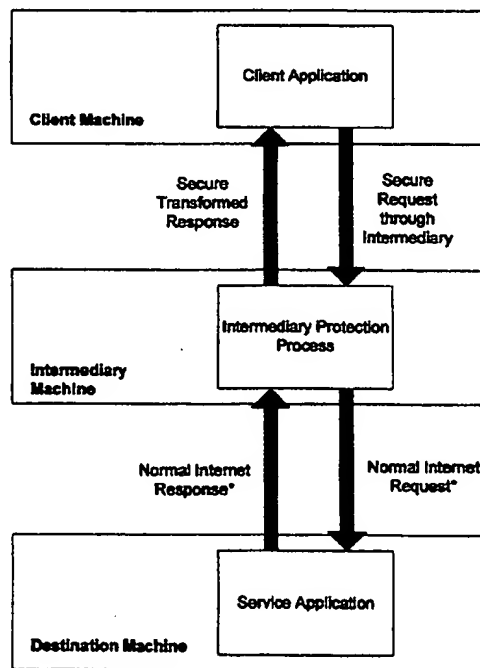 Client Application
Client Machine
Secure
Transformed
Response
Secure
Request
through
Intermediary
Intermediary Protection
Process
Intermediary
Machine
Normal Internet
Response*
Normal Internet
Request*
Service Application
Destination Machine